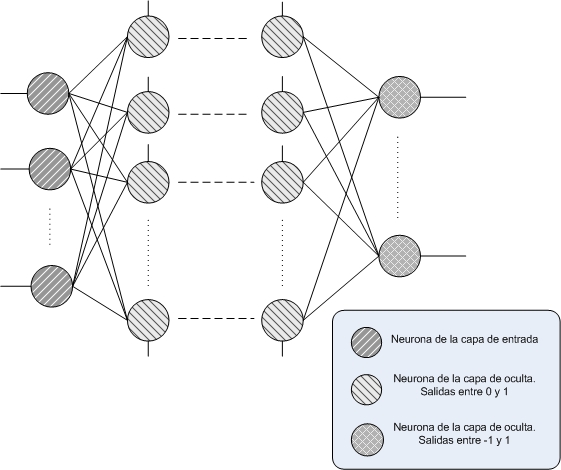 Neurona de la capa de entrada
Neurona de la capa de oculta.
Salidas entre 0 y 1
Neurona de la capa de oculta.
Salidas entre -1 y 1